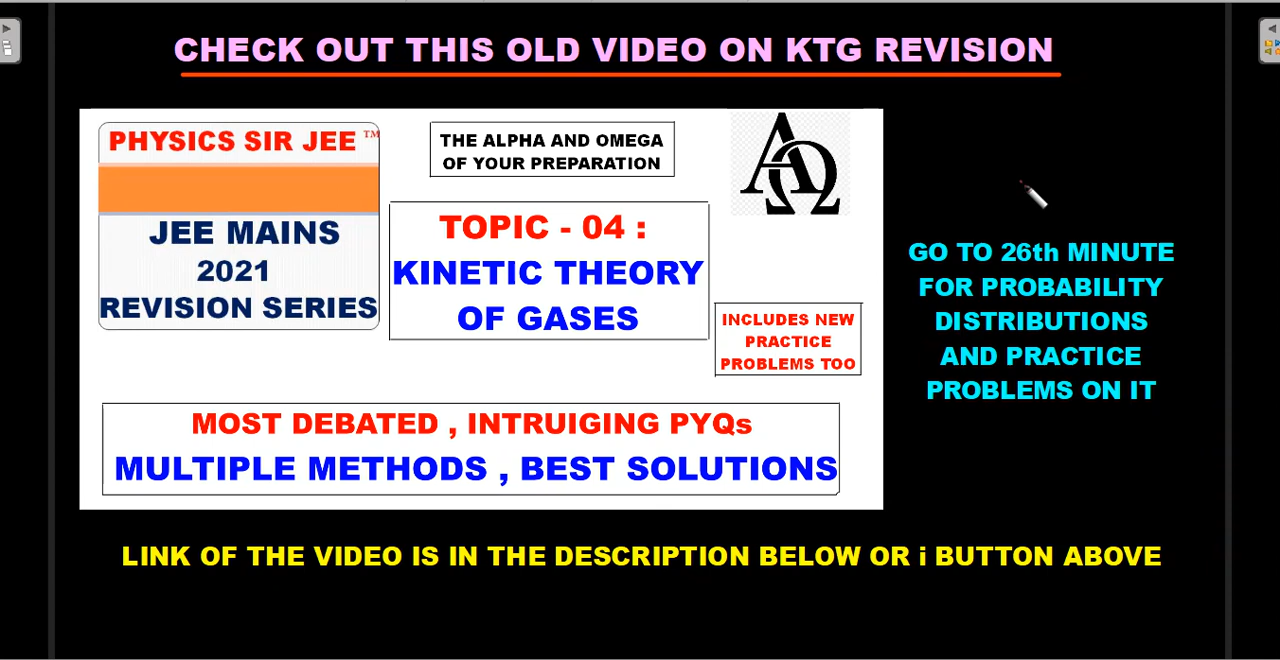 CHECK OUT THIS OLD VIDEO ON KTG REVISION
PHYSICS SIR JEE ™
JEE MAINS
2021
REVISION SERIES
THE ALPHA AND OMEGA
OF YOUR PREPARATION
ΑΩ
TOPIC - 04 :
KINETIC THEORY
OF GASES
INCLUDES NEW
PRACTICE
PROBLEMS TOO
MOST DEBATED , INTRUIGING PYQs
MULTIPLE METHODS , BEST SOLUTIONS
GO TO 26th MINUTE
FOR PROBABILITY
DISTRIBUTIONS
AND PRACTICE
PROBLEMS ON IT
LINK OF THE VIDEO IS IN THE DESCRIPTION BELOW OR i BUTTON ABOVE